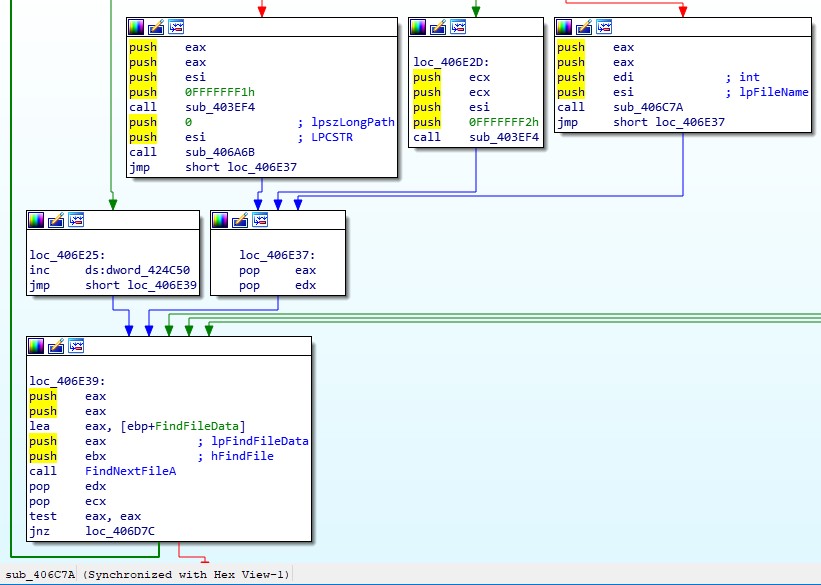 push eax
push eax
push esi
push 0FFFFFFF1h
call sub_403EF4
push 0 ; lpszLongPath
push esi ; LPCSTR
call sub_406A6B
jmp short loc_406E37
loc_406E2D:
push ecx
push ecx
push esi
push 0FFFFFFF2h
call sub_403EF4
push eax
push eax
push edi ; int
push esi ; lpFileName
call sub_406C7A
jmp short loc_406E37
loc_406E25:
inc ds:dword_424C50
jmp short loc_406E39
loc_406E37:
pop eax
pop edx
loc_406E39:
push eax
push eax
lea eax, [ebp+FindFileData]
push eax ; lpFindFileData
push ebx ; hFindFile
call FindNextFileA
pop edx
pop ecx
test eax, eax
jnz loc_406D7C
sub_406C7A (Synchronized with Hex View-1)